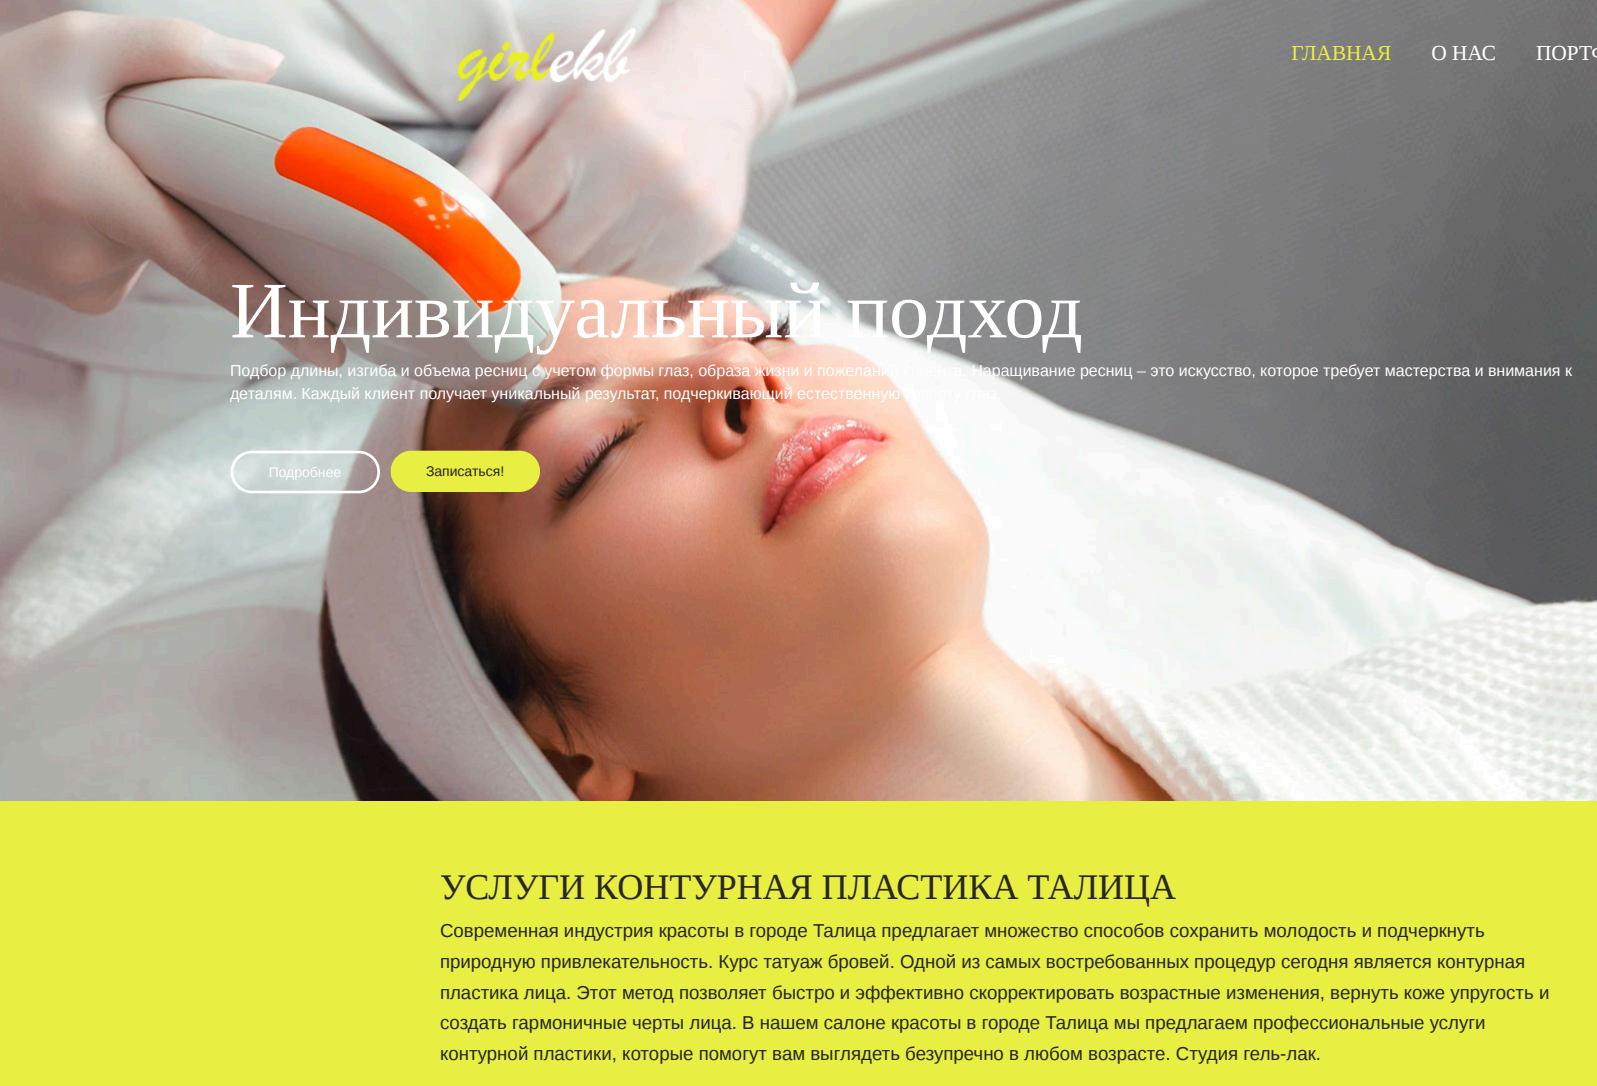 girlekb
ГЛАВНАЯ О НАС
Индивидуальный подход
Подбор длины, изгиба и объема ресниц с учетом формы глаз, образа жизни и пожеланий клиента. Наращивание ресниц – это искусство, которое требует мастерства и внимания к
деталям. Каждый клиент получает уникальный результат, подчеркивающий естественную
Подробнее Записаться!
УСЛУГИ КОНТУРНАЯ ПЛАСТИКА ТАЛИЦА
Современная индустрия красоты в городе Талица предлагает множество способов сохранить молодость и подчеркнуть
природную привлекательность. Курс татуаж бровей. Одной из самых востребованных процедур сегодня является контурная
пластика лица. Этот метод позволяет быстро и эффективно скорректировать возрастные изменения, вернуть коже упругость и
создать гармоничные черты лица. В нашем салоне красоты в городе Талица мы предлагаем профессиональные услуги
контурной пластики, которые помогут вам выглядеть безупречно в любом возрасте. Студия гель-лак.